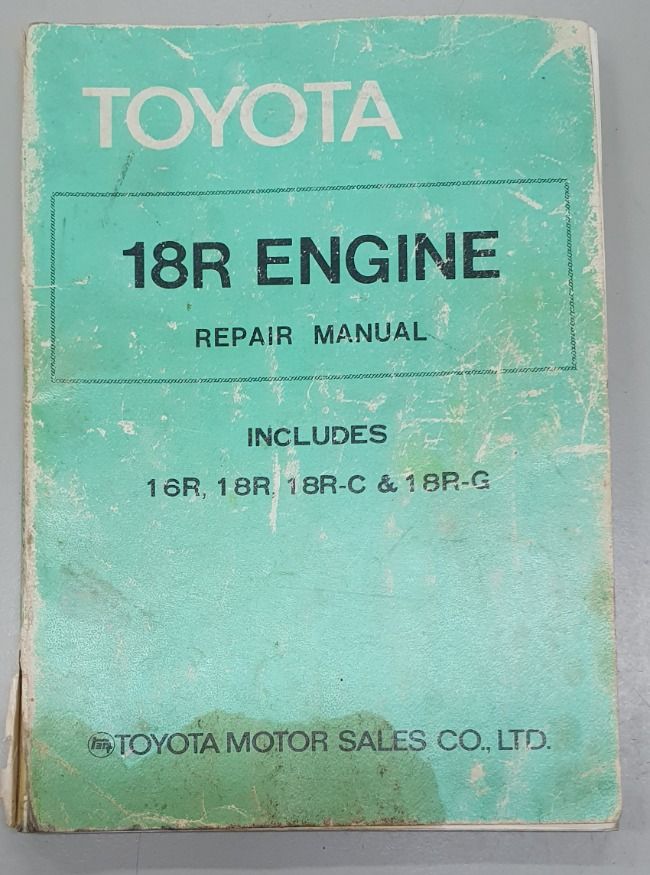 TOYOTA
18R ENGINE
REPAIR MANUAL
INCLUDES
16R, 18R, 18R-C & 18R-G
TOYOTA MOTOR SALES CO., LTD.